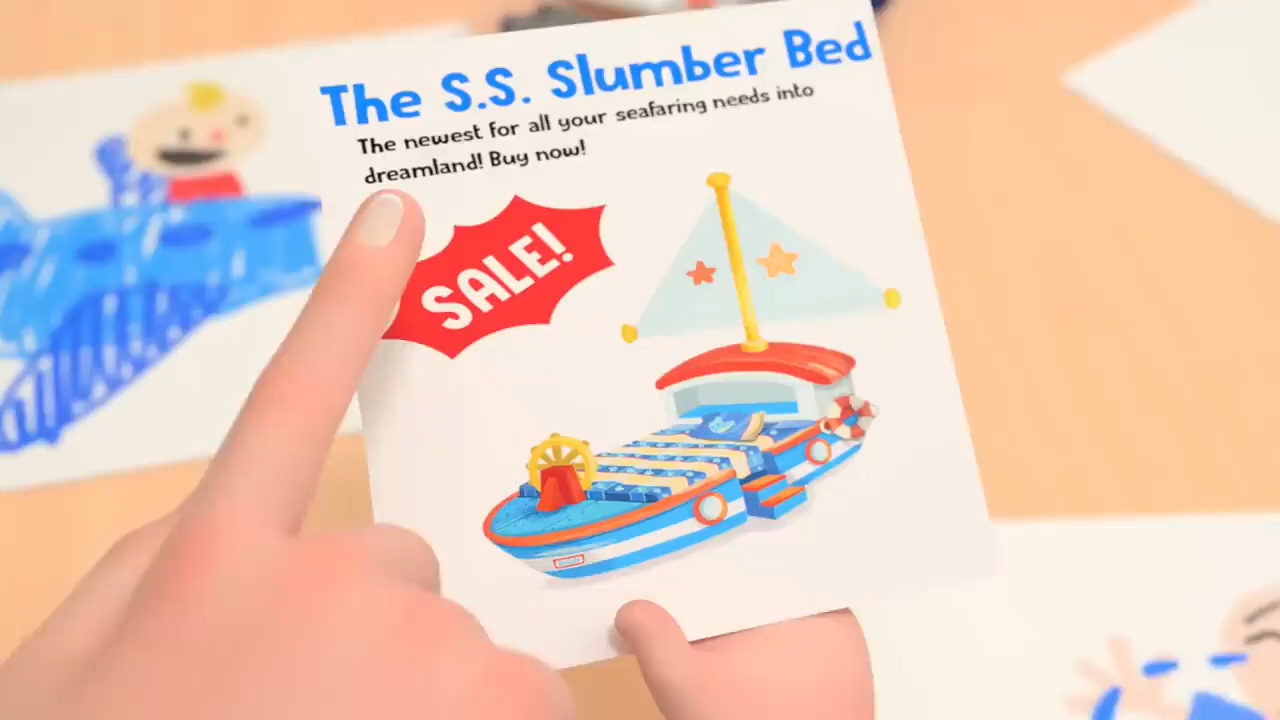 The S.S. Slumber Bed
The newest for all your seafaring needs into
dreamland! Buy now!
SALE!